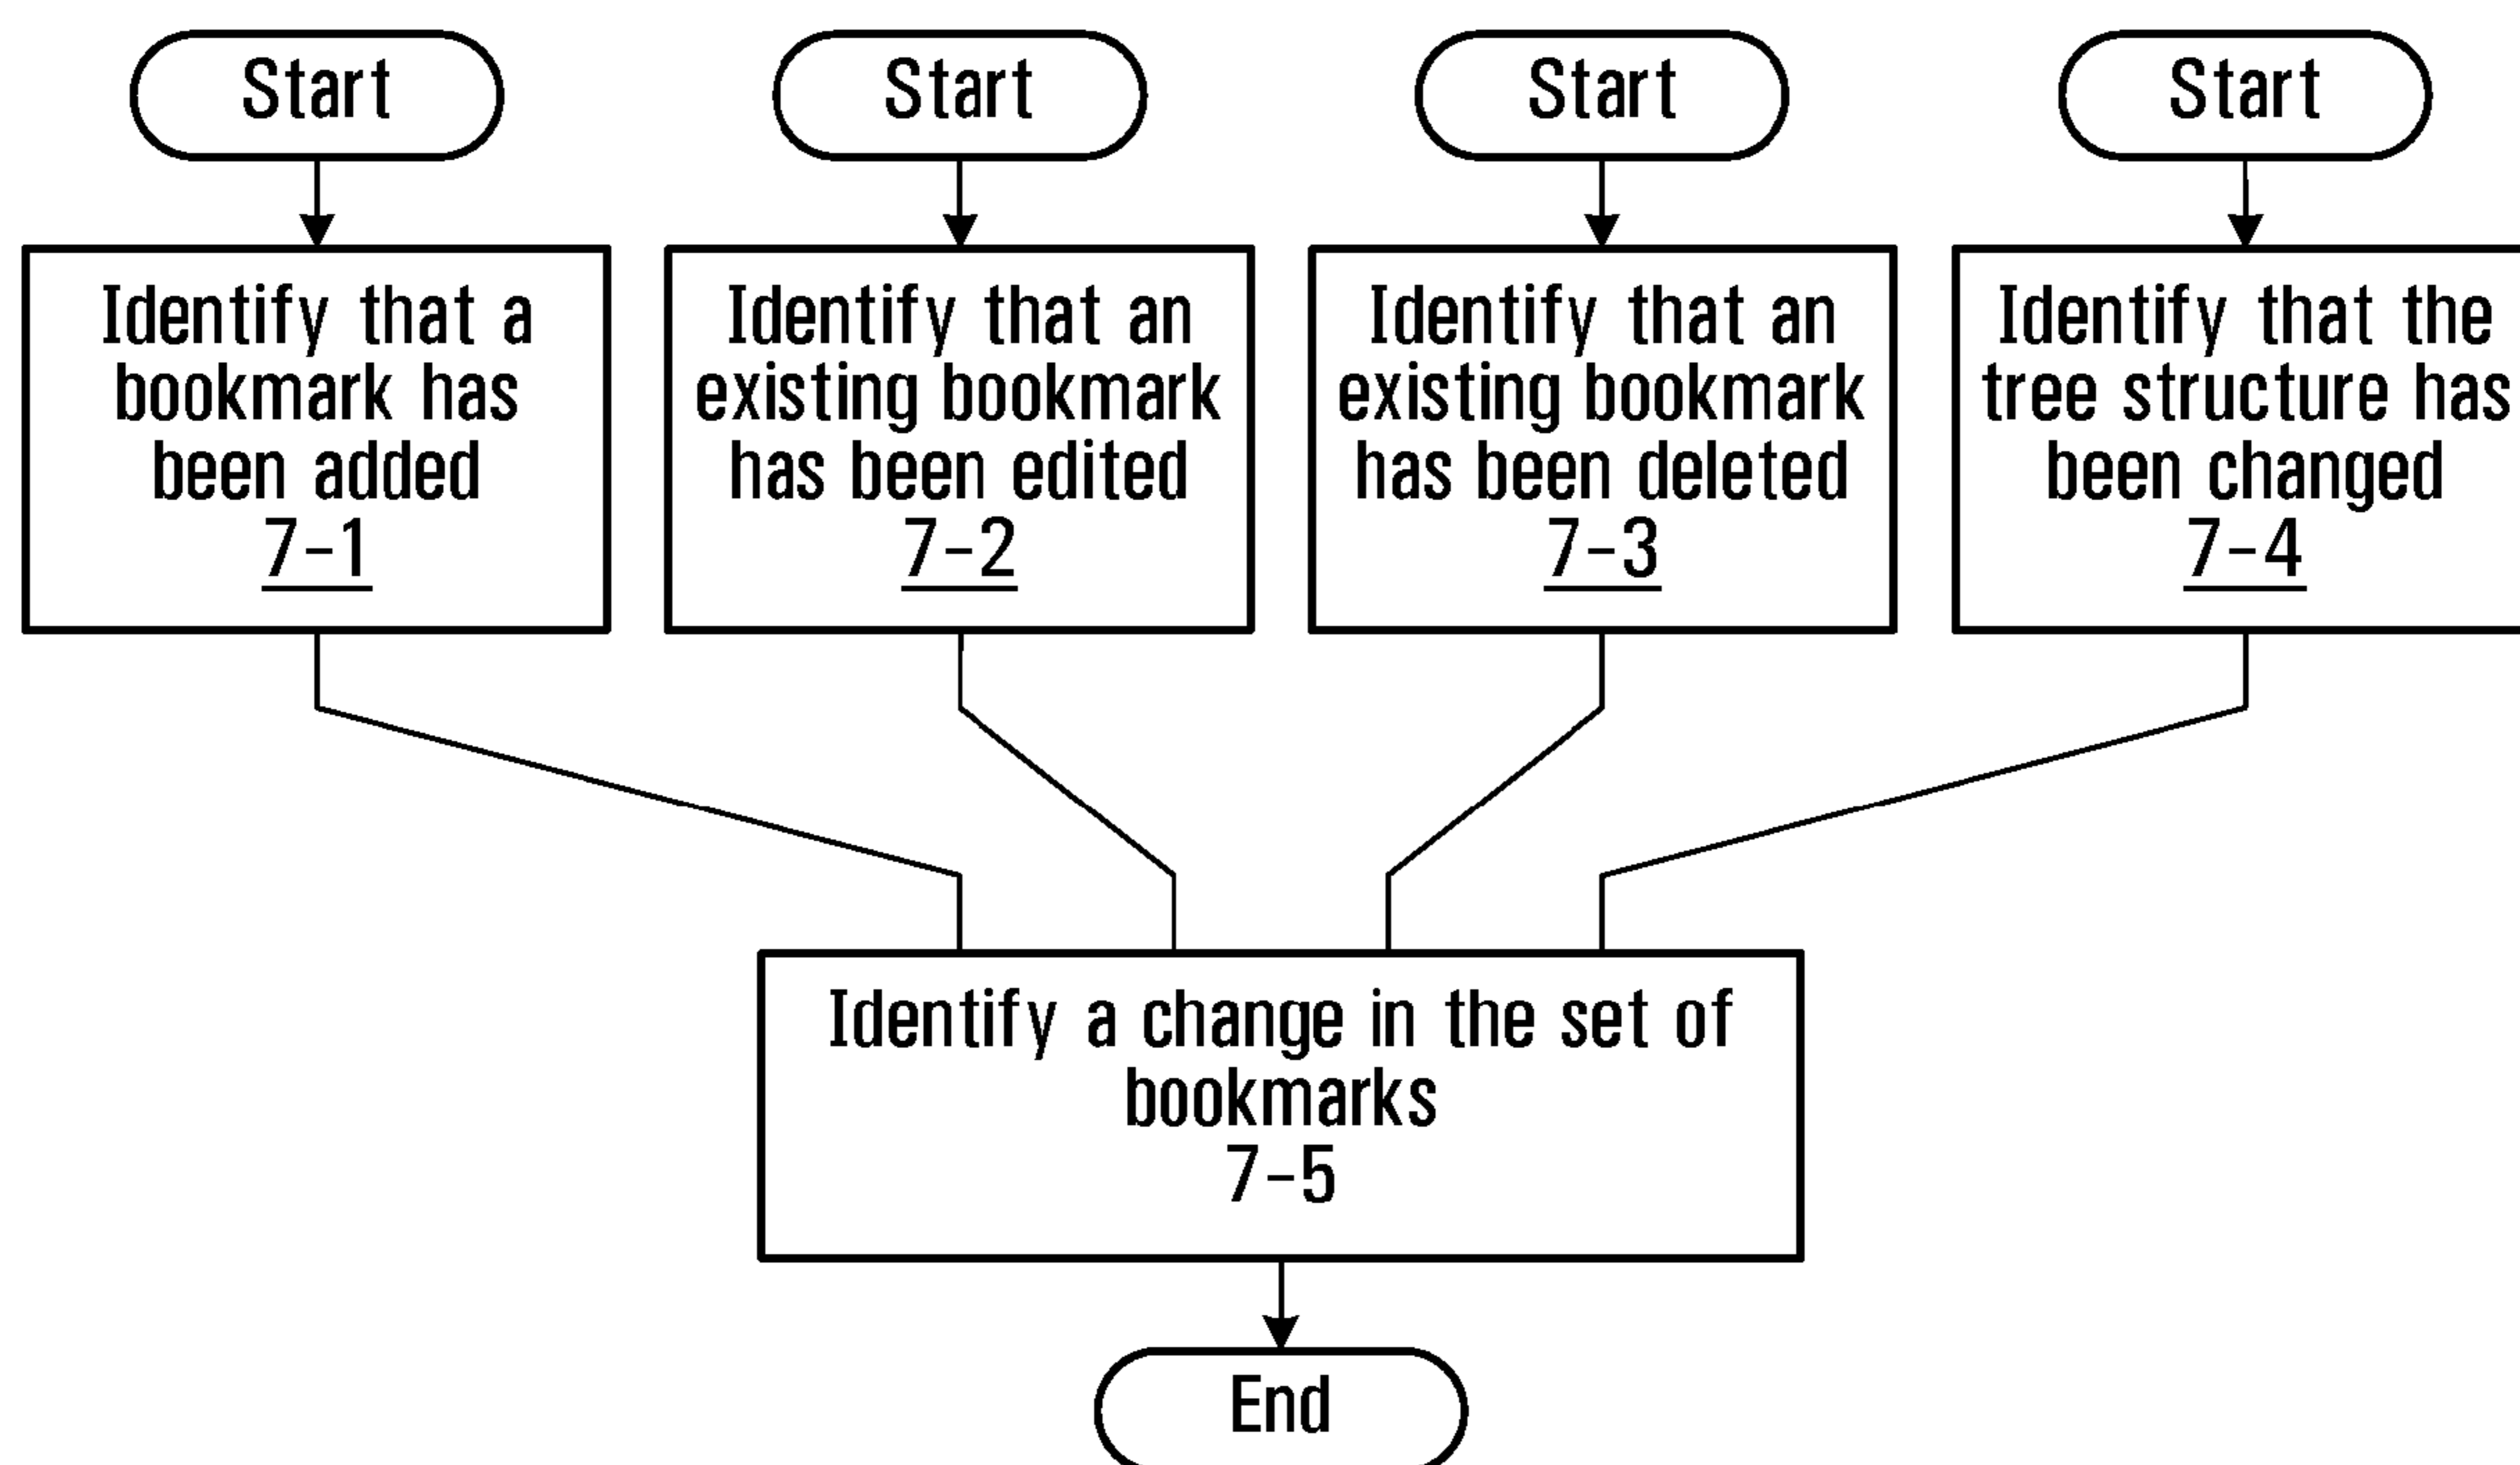 Start
Start
Start
Start
Identify that a
bookmark has
been added
7-1
Identify that an
existing bookmark
has been edited
7-2
Identify that an
existing bookmark
has been deleted
7-3
Identify that the
tree structure has
been changed
7-4
Identify a change in the set of
bookmarks
7-5
End